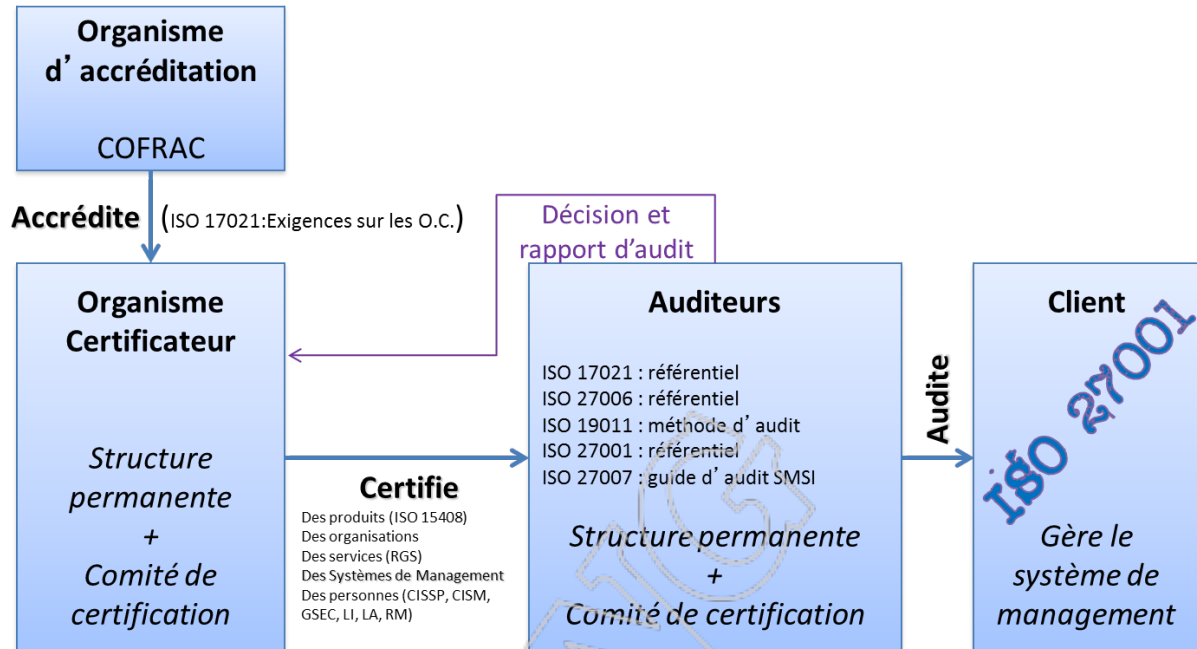 Organisme
d’ accréditation
COFRAC
Accrédite (ISO 17021:Exigences sur les O.C.)
Décision et
rapport d’audit
Organisme
Certificateur
Structure
permanente
+
Comité de
certification
Certifie
Des produits (ISO 15408)
Des organisations
Des services (RGS)
Des Systèmes de Management
Des personnes (CISSP, CISM,
GSEC, LI, LA, RM)
Auditeurs
ISO 17021 : référentiel
ISO 27006 : référentiel
ISO 19011 : méthode d’ audit
ISO 27001 : référentiel
ISO 27007 : guide d’ audit SMSI
Structure permanente
+
Comité de certification
Audite
Client
ISO 27001
Gère le
système de
management